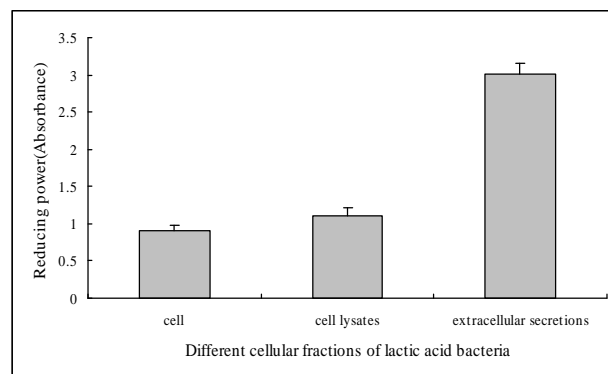 3.5
3
2.5
2
1.5
1
0.5
0
Reducing power(Absorbance)
cell
cell lysates
extracellular secretions
Different cellular fractions of lactic acid bacteria